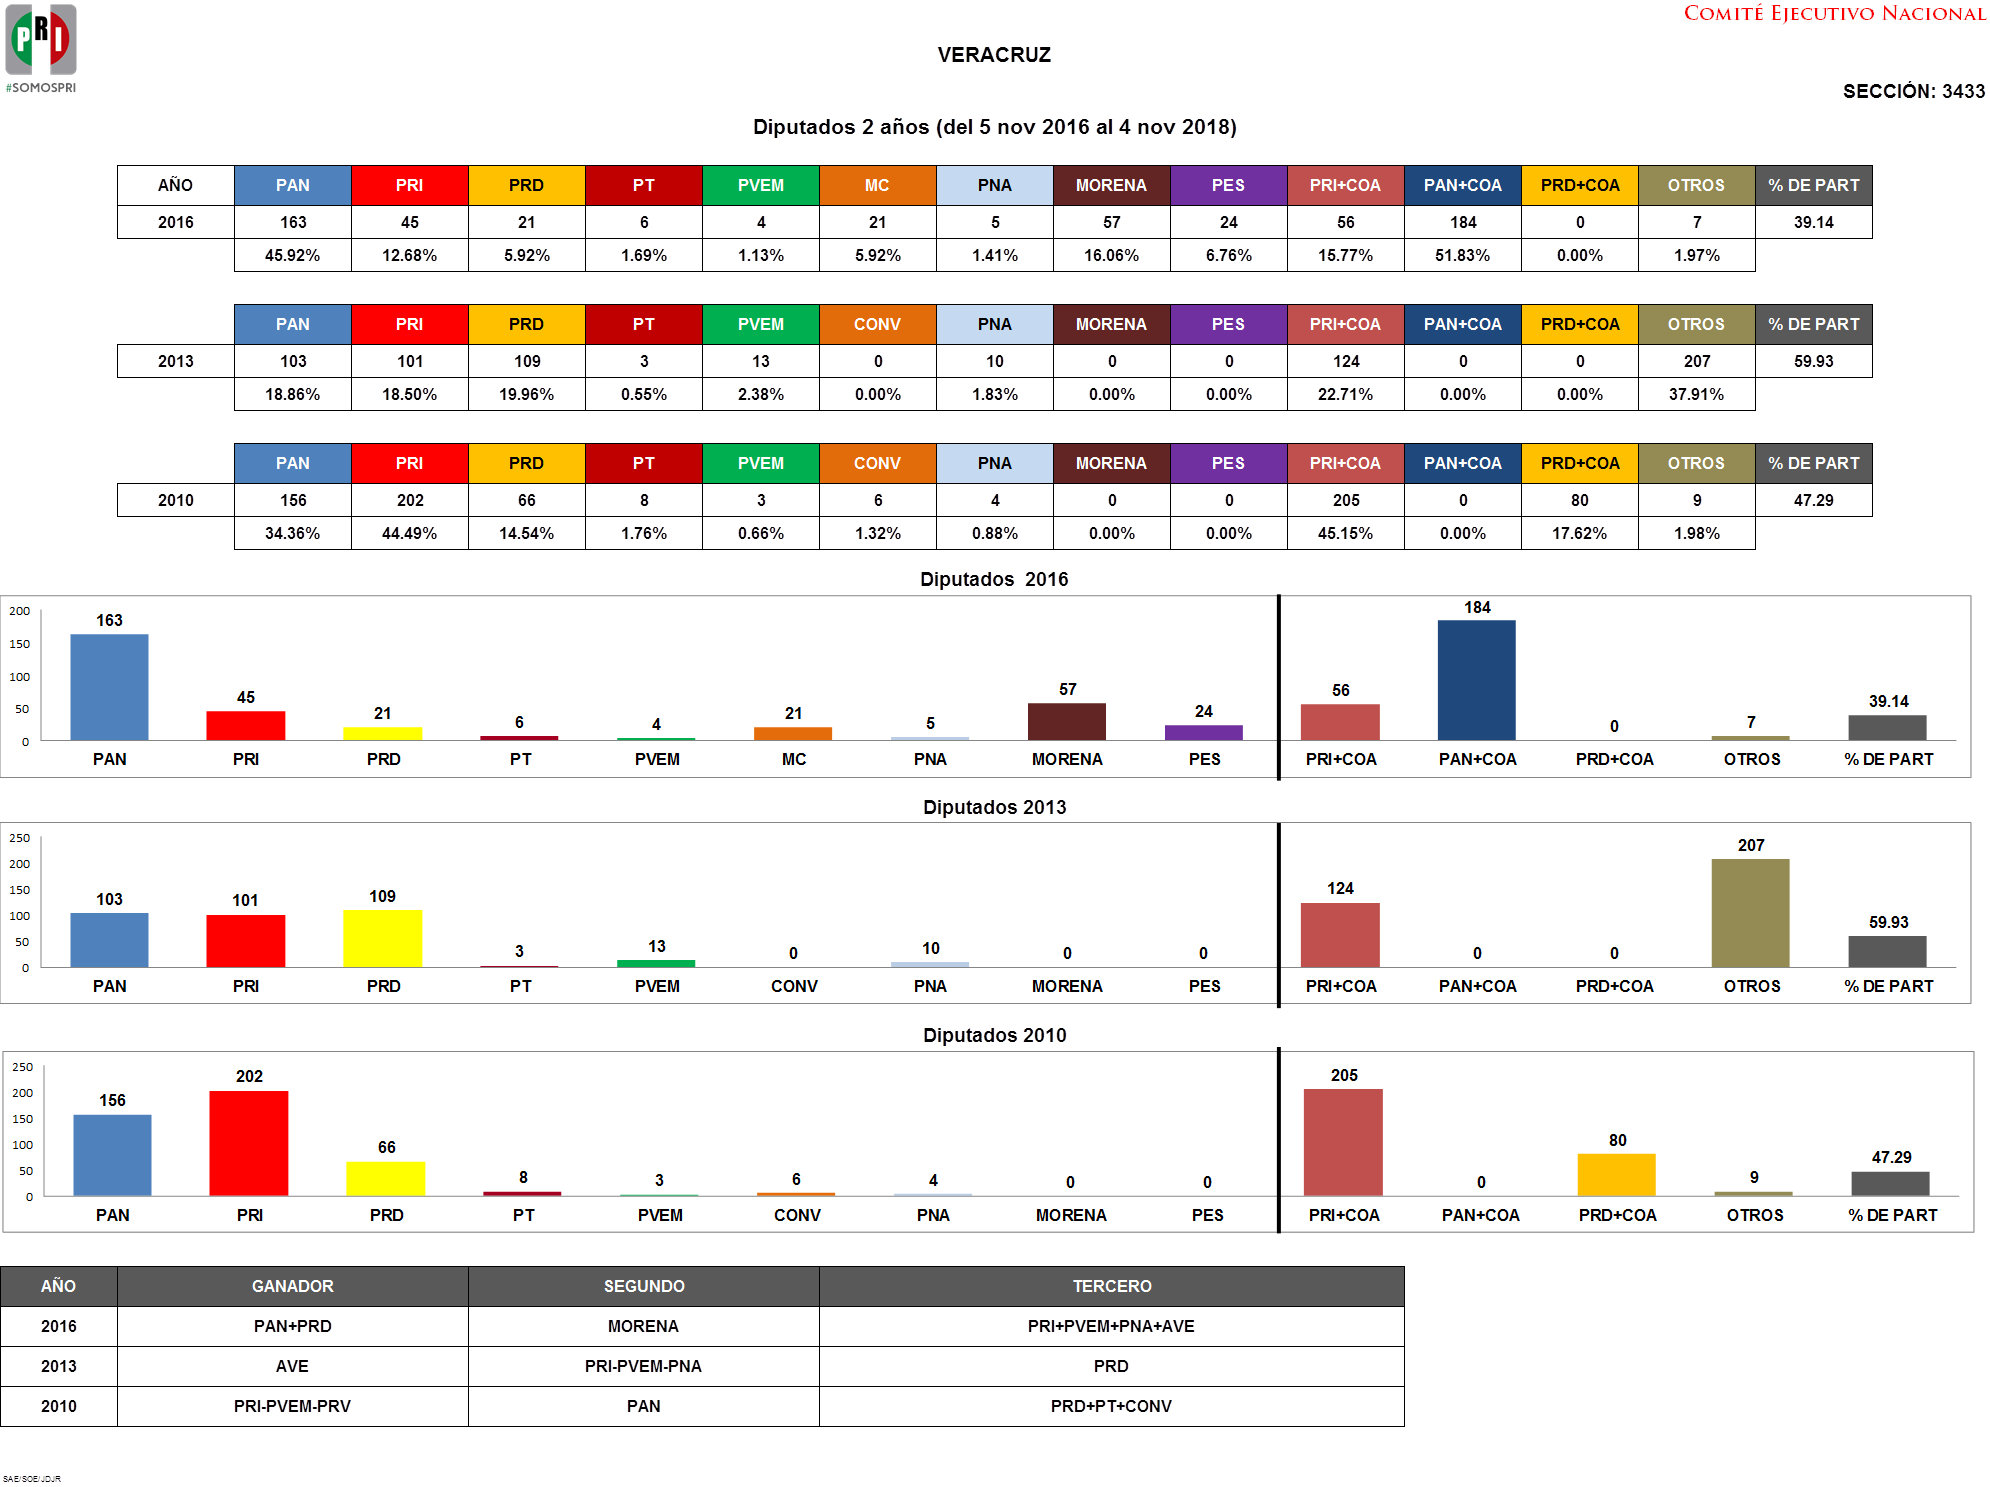 COMITÉ EJECUTIVO NACIONAL
PRI
#SOMOSPRI
VERACRUZ
SECCIÓN: 3433
Diputados 2 años (del 5 nov 2016 al 4 nov 2018)
AÑO PAN PRI PRD PT PVEM MC PNA MORENA PES PRI+COA PAN+COA PRD+COA OTROS % DE PART
2016 163 45 21 6 4 21 5 57 24 56 184 0 7 39.14
45.92% 12.68% 5.92% 1.69% 1.13% 5.92% 1.41% 16.06% 6.76% 15.77% 51.83% 0.00% 1.97%
PAN PRI PRD PT PVEM CONV PNA MORENA PES PRI+COA PAN+COA PRD+COA OTROS % DE PART
2013 103 101 109 3 13 0 10 0 0 124 0 0 207 59.93
18.86% 18.50% 19.96% 0.55% 2.38% 0.00% 1.83% 0.00% 0.00% 22.71% 0.00% 0.00% 37.91%
PAN PRI PRD PT PVEM CONV PNA MORENA PES PRI+COA PAN+COA PRD+COA OTROS % DE PART
2010 156 202 66 8 3 6 4 0 0 205 0 80 9 47.29
34.36% 44.49% 14.54% 1.76% 0.66% 1.32% 0.88% 0.00% 0.00% 45.15% 0.00% 17.62% 1.98%
Diputados 2016
200
150
100
50
0
163 45 21 6 4 21 5 57 24 56 184 0 7 39.14
PAN PRI PRD PT PVEM MC PNA MORENA PES PRI+COA PAN+COA PRD+COA OTROS % DE PART
Diputados 2013
250
200
150
100
50
0
103 101 109 3 13 0 10 0 0 124 0 0 207 59.93
PAN PRI PRD PT PVEM CONV PNA MORENA PES PRI+COA PAN+COA PRD+COA OTROS % DE PART
Diputados 2010
250
200
150
100
50
0
156 202 66 8 3 6 4 0 0 205 0 80 9 47.29
PAN PRI PRD PT PVEM CONV PNA MORENA PES PRI+COA PAN+COA PRD+COA OTROS % DE PART
AÑO GANADOR SEGUNDO TERCERO
2016 PAN+PRD MORENA PRI+PVEM+PNA+AVE
2013 AVE PRI-PVEM-PNA PRD
2010 PRI-PVEM-PRV PAN PRD+PT+CONV
SAE/SOE/JDJR